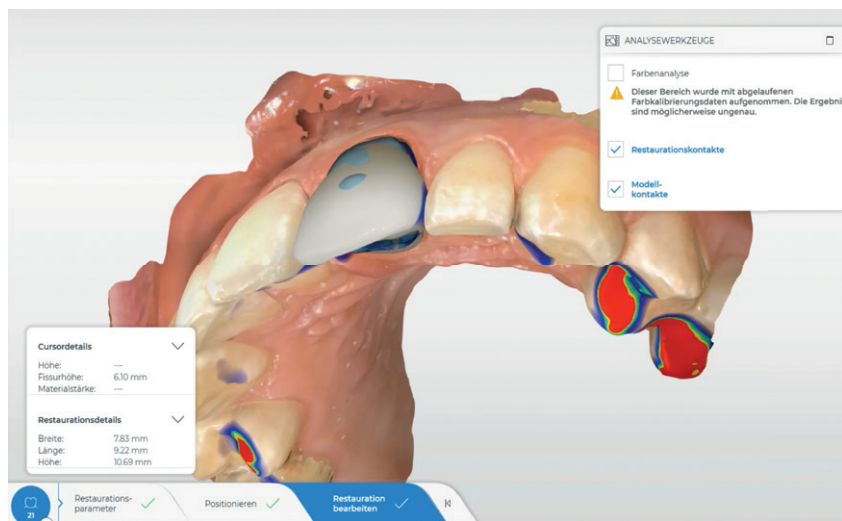 ANALYSEWERKZEUGE
Farbenanalyse
Dieser Bereich wurde mit abgelaufenen
Farbkalibrierungsdaten aufgenommen. Die Ergebni
sind möglicherweise ungenau.
Restaurationskontakte
Modell-
kontakte
Cursordetails
Höhe: ---
Fissurhöhe: 6.10 mm
Materialstärke: ---
Restaurationsdetails
Breite: 7.83 mm
Länge: 9.22 mm
Höhe: 10.69 mm
21
Restaurations-
parameter
Positionieren
Restauration
bearbeiten